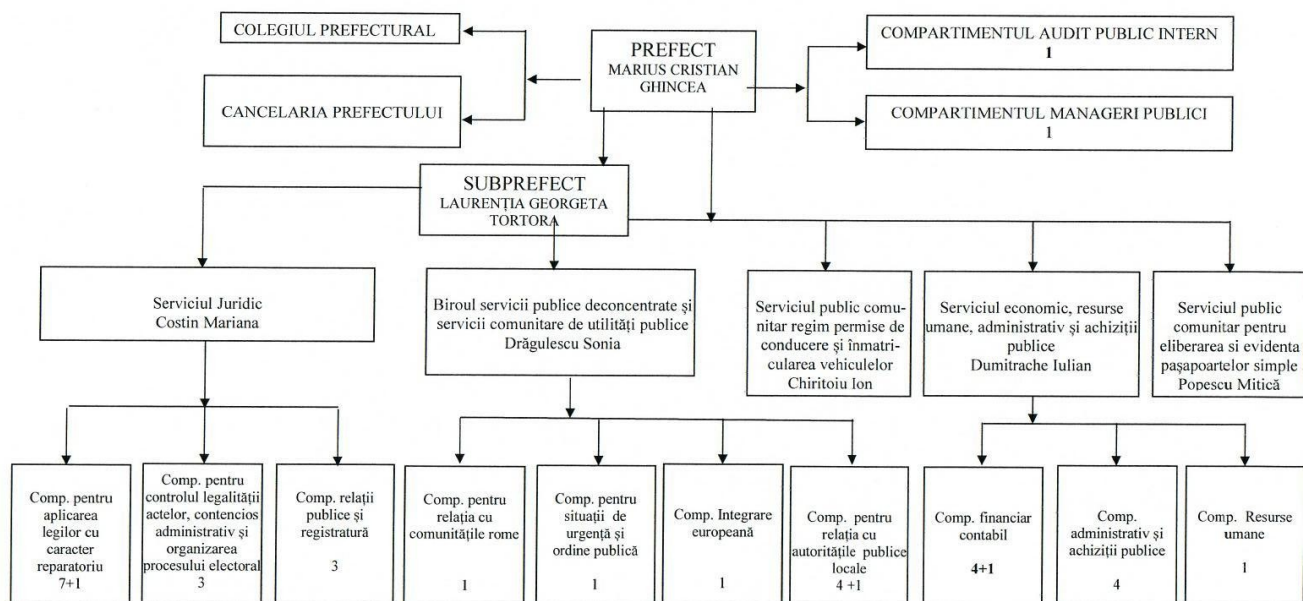 COLEGIUL PREFECTURAL
CANCELARIA PREFECTULUI
PREFECT
MARIUS CRISTIAN
GHINCEA
COMPARTIMENTUL AUDIT PUBLIC INTERN
1
COMPARTIMENTUL MANAGERI PUBLICI
1
SUBPREFECT
LAURENȚIA GEORGETA
TORTORA
Serviciul Juridic
Costin Mariana
Biroul servicii publice deconcentrate și
servicii comunitare de utilități publice
Drăgulescu Sonia
Serviciul public comu-
nitar regim permise de
conducere și înmatri-
cularea vehiculelor
Chiritoiu Ion
Serviciul economic, resurse
umane, administrativ și achiziții
publice
Dumitrache Iulian
Serviciul public
comunitar pentru
eliberarea si evidenta
pașapoartelor simple
Popescu Mitică
Comp. pentru
aplicarea
legilor cu
caracter
reparatoriu
7+1
Comp. pentru
controlul legalității
actelor, contencios
administrativ și
organizarea
procesului electoral
3
Comp. relații
publice și
registratură
3
Comp. pentru
relația cu
comunitățile rome
1
Comp. pentru
situații de
urgență și
ordine publică
1
Comp. Integrare
europeană
1
Comp. pentru
relația cu
autoritățile publice
locale
4 +1
Comp. financiar
contabil
4+1
Comp.
administrativ și
achiziții publice
4
Comp. Resurse
umane
1